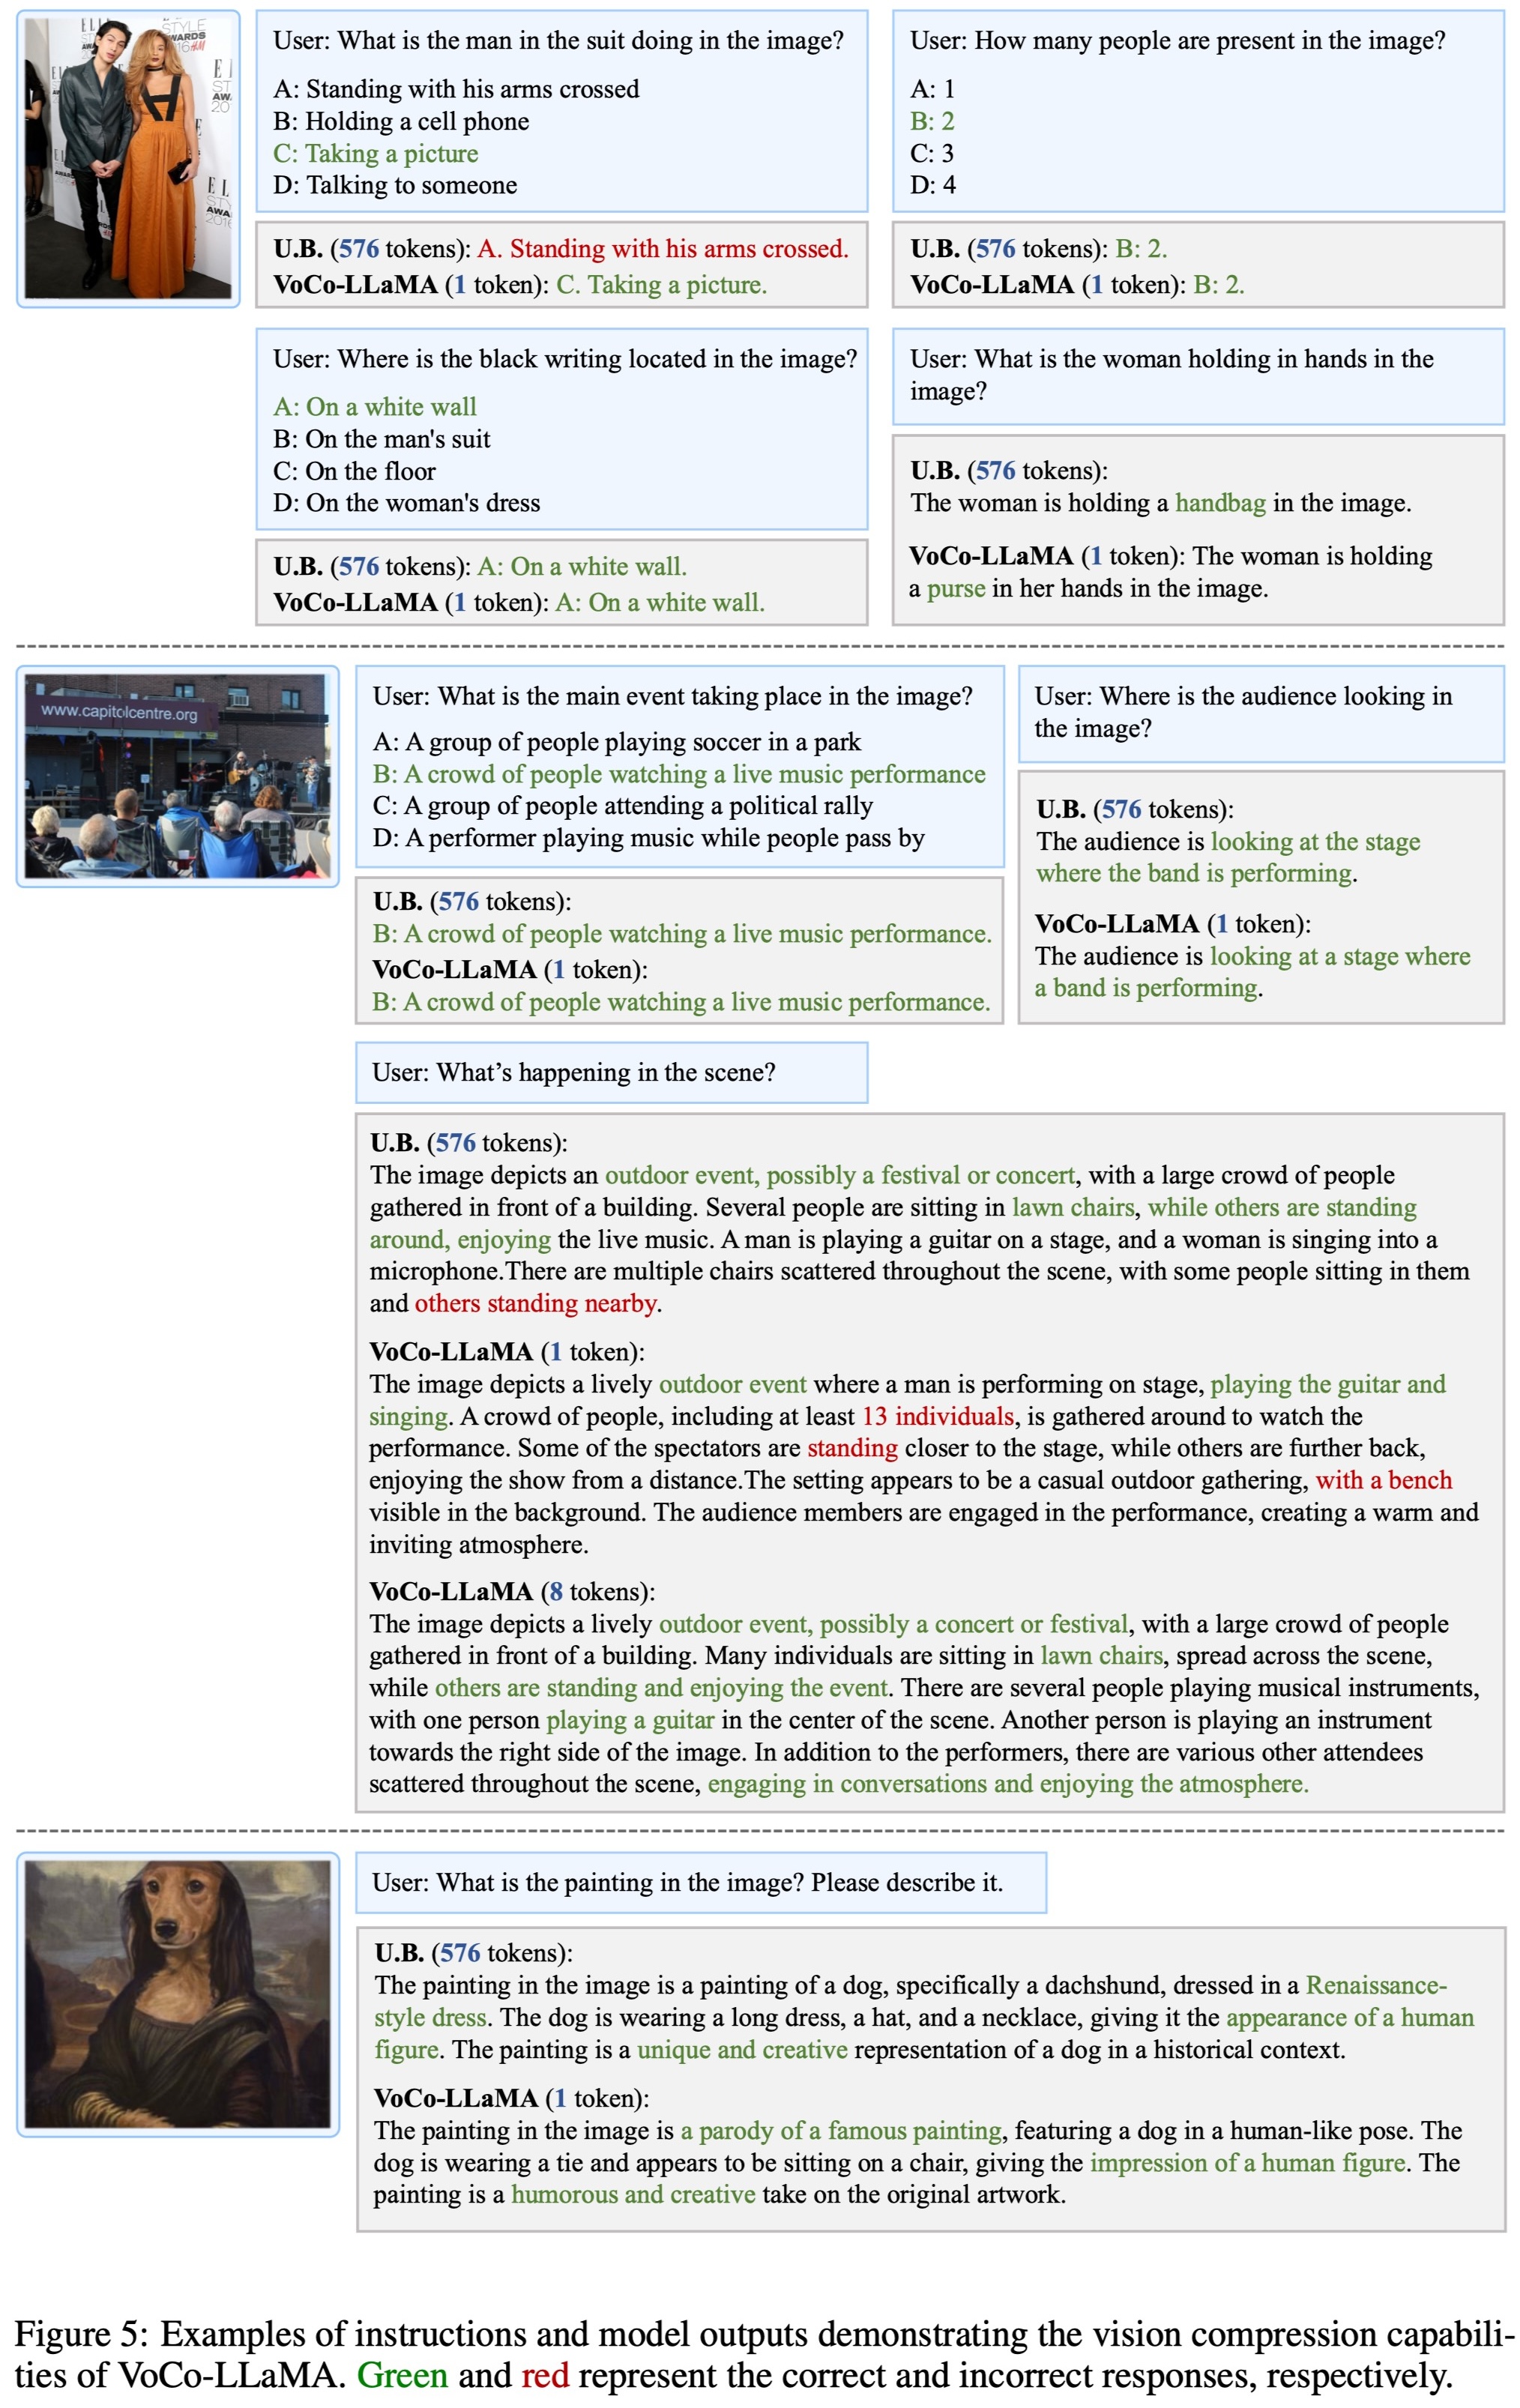 ELL
STYLE
AWARDS
2016 H&M
User: What is the man in the suit doing in the image?
A: Standing with his arms crossed
B: Holding a cell phone
C: Taking a picture
D: Talking to someone
U.B. (576 tokens): A. Standing with his arms crossed.
VoCo-LLaMA (1 token): C. Taking a picture.
User: How many people are present in the image?
A: 1
B: 2
C: 3
D: 4
U.B. (576 tokens): B: 2.
VoCo-LLaMA (1 token): B: 2.
User: Where is the black writing located in the image?
A: On a white wall
B: On the man's suit
C: On the floor
D: On the woman's dress
U.B. (576 tokens): A: On a white wall.
VoCo-LLaMA (1 token): A: On a white wall.
User: What is the woman holding in hands in the
image?
U.B. (576 tokens):
The woman is holding a handbag in the image.
VoCo-LLaMA (1 token): The woman is holding
a purse in her hands in the image.
www.capitolcentre.org
User: What is the main event taking place in the image?
A: A group of people playing soccer in a park
B: A crowd of people watching a live music performance
C: A group of people attending a political rally
D: A performer playing music while people pass by
U.B. (576 tokens):
B: A crowd of people watching a live music performance.
VoCo-LLaMA (1 token):
B: A crowd of people watching a live music performance.
User: Where is the audience looking in
the image?
U.B. (576 tokens):
The audience is looking at the stage
where the band is performing.
VoCo-LLaMA (1 token):
The audience is looking at a stage where
a band is performing.
User: What’s happening in the scene?
U.B. (576 tokens):
The image depicts an outdoor event, possibly a festival or concert, with a large crowd of people
gathered in front of a building. Several people are sitting in lawn chairs, while others are standing
around, enjoying the live music. A man is playing a guitar on a stage, and a woman is singing into a
microphone.There are multiple chairs scattered throughout the scene, with some people sitting in them
and others standing nearby.
VoCo-LLaMA (1 token):
The image depicts a lively outdoor event where a man is performing on stage, playing the guitar and
singing. A crowd of people, including at least 13 individuals, is gathered around to watch the
performance. Some of the spectators are standing closer to the stage, while others are further back,
enjoying the show from a distance.The setting appears to be a casual outdoor gathering, with a bench
visible in the background. The audience members are engaged in the performance, creating a warm and
inviting atmosphere.
VoCo-LLaMA (8 tokens):
The image depicts a lively outdoor event, possibly a concert or festival, with a large crowd of people
gathered in front of a building. Many individuals are sitting in lawn chairs, spread across the scene,
while others are standing and enjoying the event. There are several people playing musical instruments,
with one person playing a guitar in the center of the scene. Another person is playing an instrument
towards the right side of the image. In addition to the performers, there are various other attendees
scattered throughout the scene, engaging in conversations and enjoying the atmosphere.
User: What is the painting in the image? Please describe it.
U.B. (576 tokens):
The painting in the image is a painting of a dog, specifically a dachshund, dressed in a Renaissance-
style dress. The dog is wearing a long dress, a hat, and a necklace, giving it the appearance of a human
figure. The painting is a unique and creative representation of a dog in a historical context.
VoCo-LLaMA (1 token):
The painting in the image is a parody of a famous painting, featuring a dog in a human-like pose. The
dog is wearing a tie and appears to be sitting on a chair, giving the impression of a human figure. The
painting is a humorous and creative take on the original artwork.
Figure 5: Examples of instructions and model outputs demonstrating the vision compression capabili-
ties of VoCo-LLaMA. Green and red represent the correct and incorrect responses, respectively.